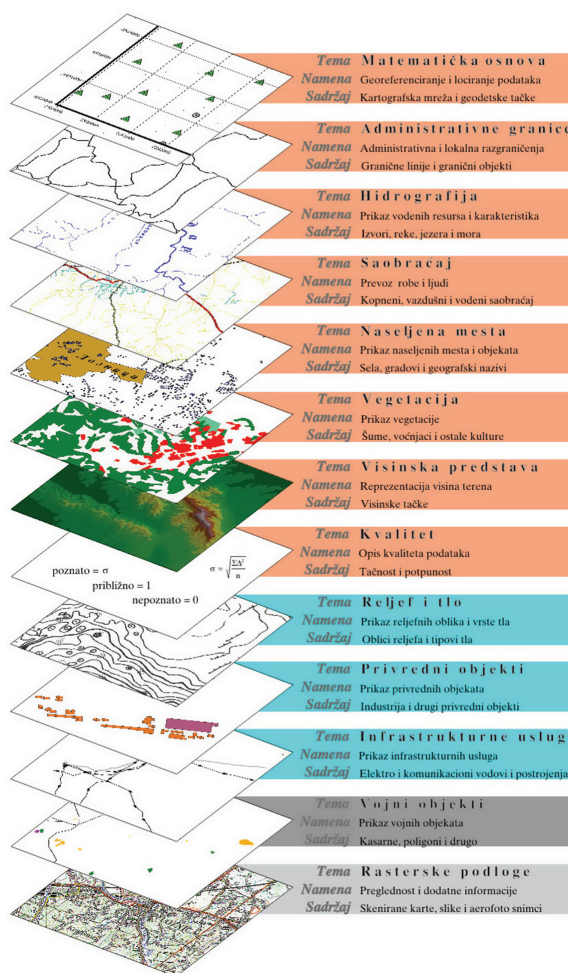 Tema Matematička osnova
Namena Georeferenciranje i lociranje podataka
Sadržaj Kartografska mreža i geodetske tačke
Tema Administrativne granice
Namena Administrativna i lokalna razgraničenja
Sadržaj Granične linije i granični objekti
Tema Hidrografija
Namena Prikaz vodenih resursa i karakteristika
Sadržaj Izvori, reke, jezera i mora
Tema Saobraćaj
Namena Prevoz robe i ljudi
Sadržaj Kopneni, vazdušni i vodeni saobraćaj
Tema Naseljena mesta
Namena Prikaz naseljenih mesta i objekata
Sadržaj Sela, gradovi i geografski nazivi
Лозница
Tema Vegetacija
Namena Prikaz vegetacije
Sadržaj Šume, voćnjaci i ostale kulture
Tema Visinska predstava
Namena Reprezentacija visina terena
Sadržaj Visinske tačke
Tema Kvalitet
Namena Opis kvaliteta podataka
Sadržaj Tačnost i potpunost
poznato = σ
σ = √ΣΔ²/n
približno = 1
nepoznato = 0
Tema Reljef i tlo
Namena Prikaz reljefnih oblika i vrste tla
Sadržaj Oblici reljefa i tipovi tla
Tema Privredni objekti
Namena Prikaz privrednih objekata
Sadržaj Industrija i drugi privredni objekti
Tema Infrastrukturne uslug
Namena Prikaz infrastrukturnih usluga
Sadržaj Elektro i komunikacioni vodovi i postrojenja
Tema Vojni objekti
Namena Prikaz vojnih objekata
Sadržaj Kasarne, poligoni i drugo
Tema Rasterske podloge
Namena Preglednost i dodatne informacije
Sadržaj Skenirane karte, slike i aerofoto snimci